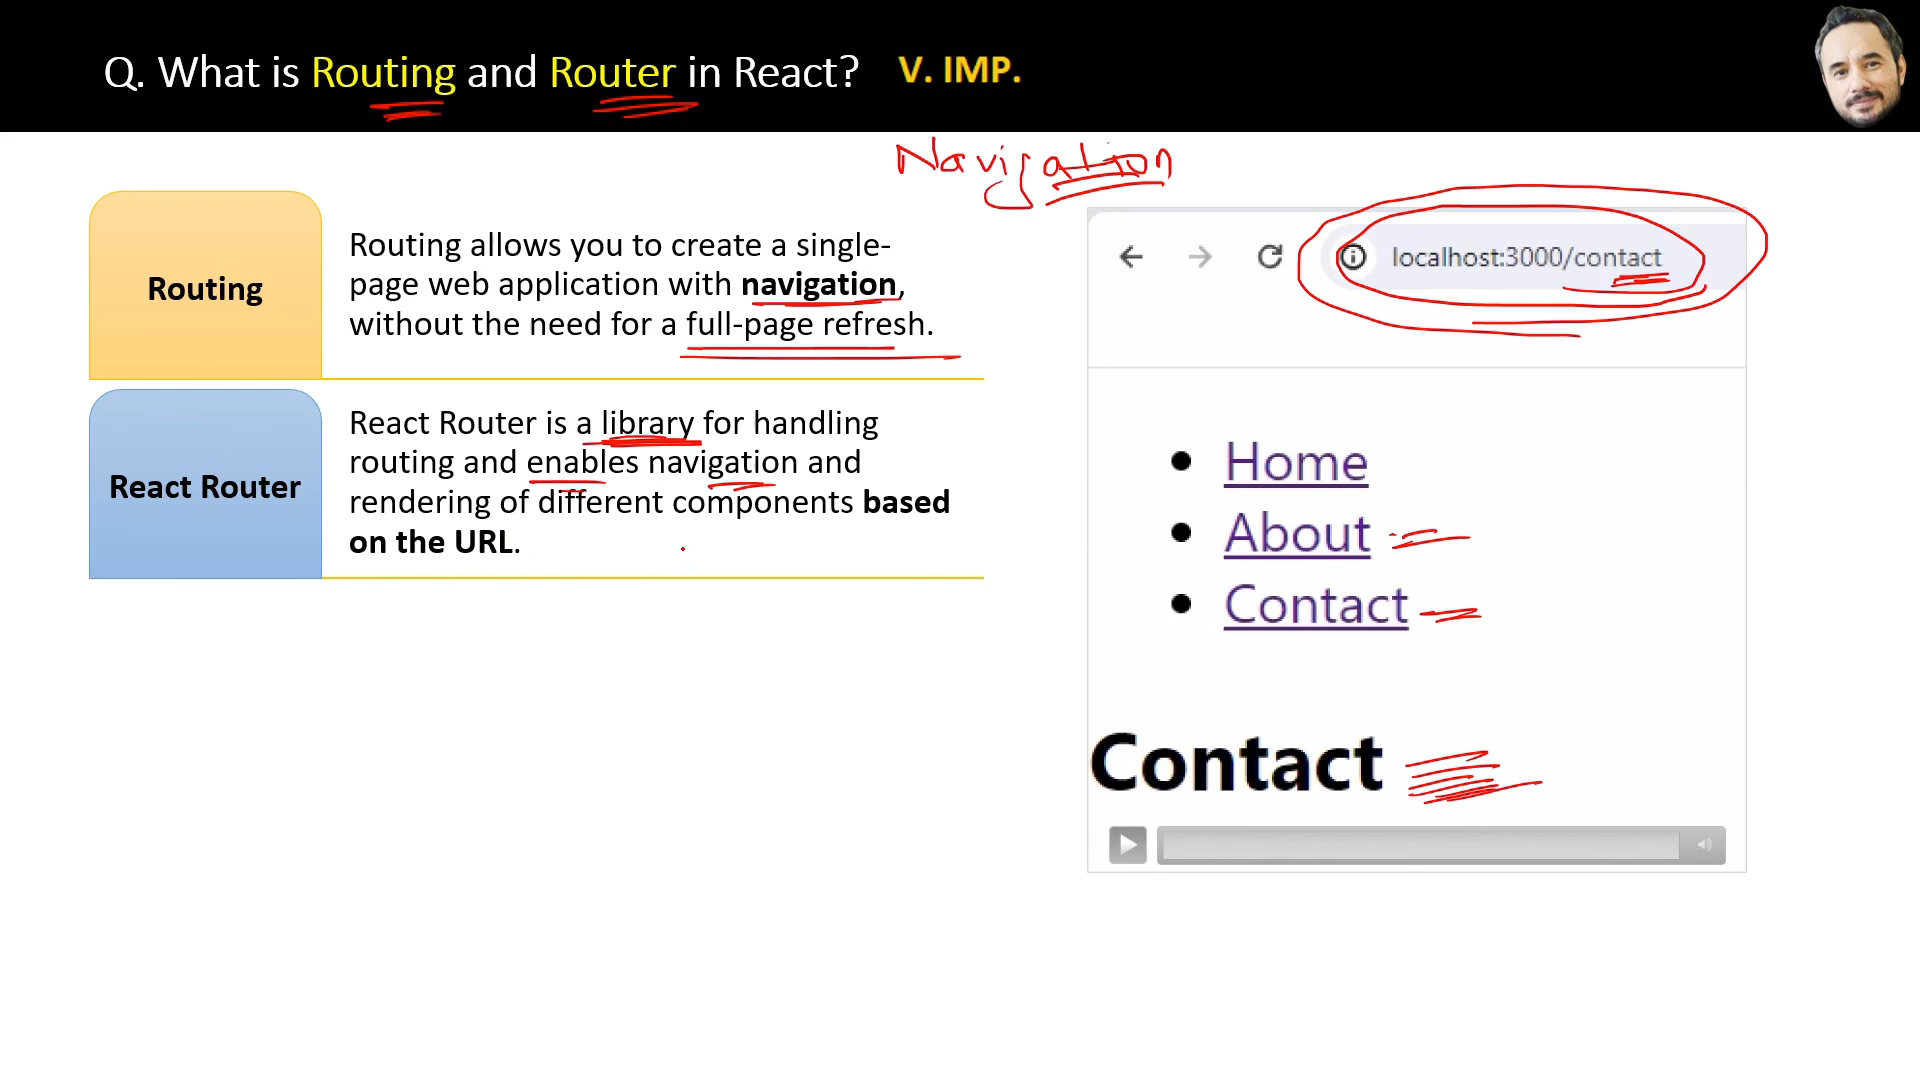 Q. What is Routing and Router in React? V. IMP.
Navigation
Routing
Routing allows you to create a single-
page web application with navigation,
without the need for a full-page refresh.
React Router
React Router is a library for handling
routing and enables navigation and
rendering of different components based
on the URL.
localhost:3000/contact
Home
About
Contact
Contact